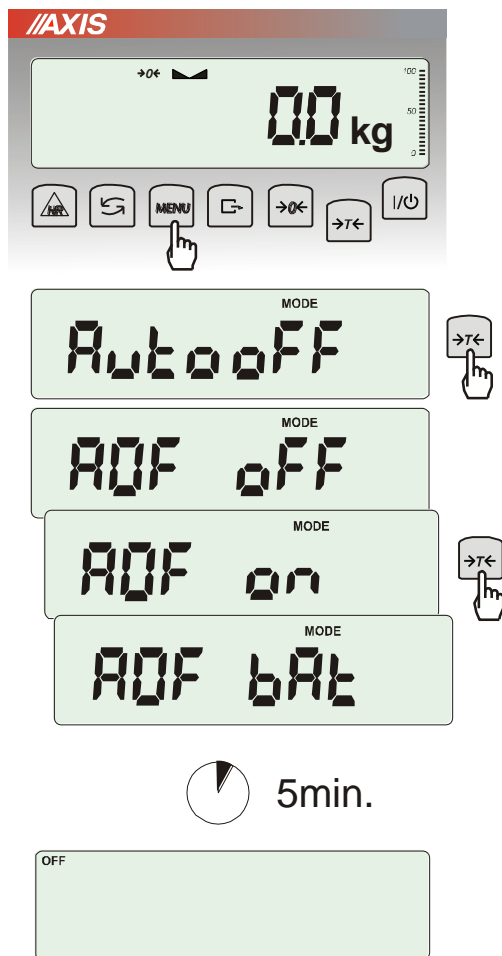 //AXIS
→0← 100
0.0 kg 50
0
HR MENU →0← →T← I/⏻
MODE
AutooFF
→T←
MODE
AOF oFF
MODE
AOF on
→T←
MODE
AOF bAt
5min.
OFF